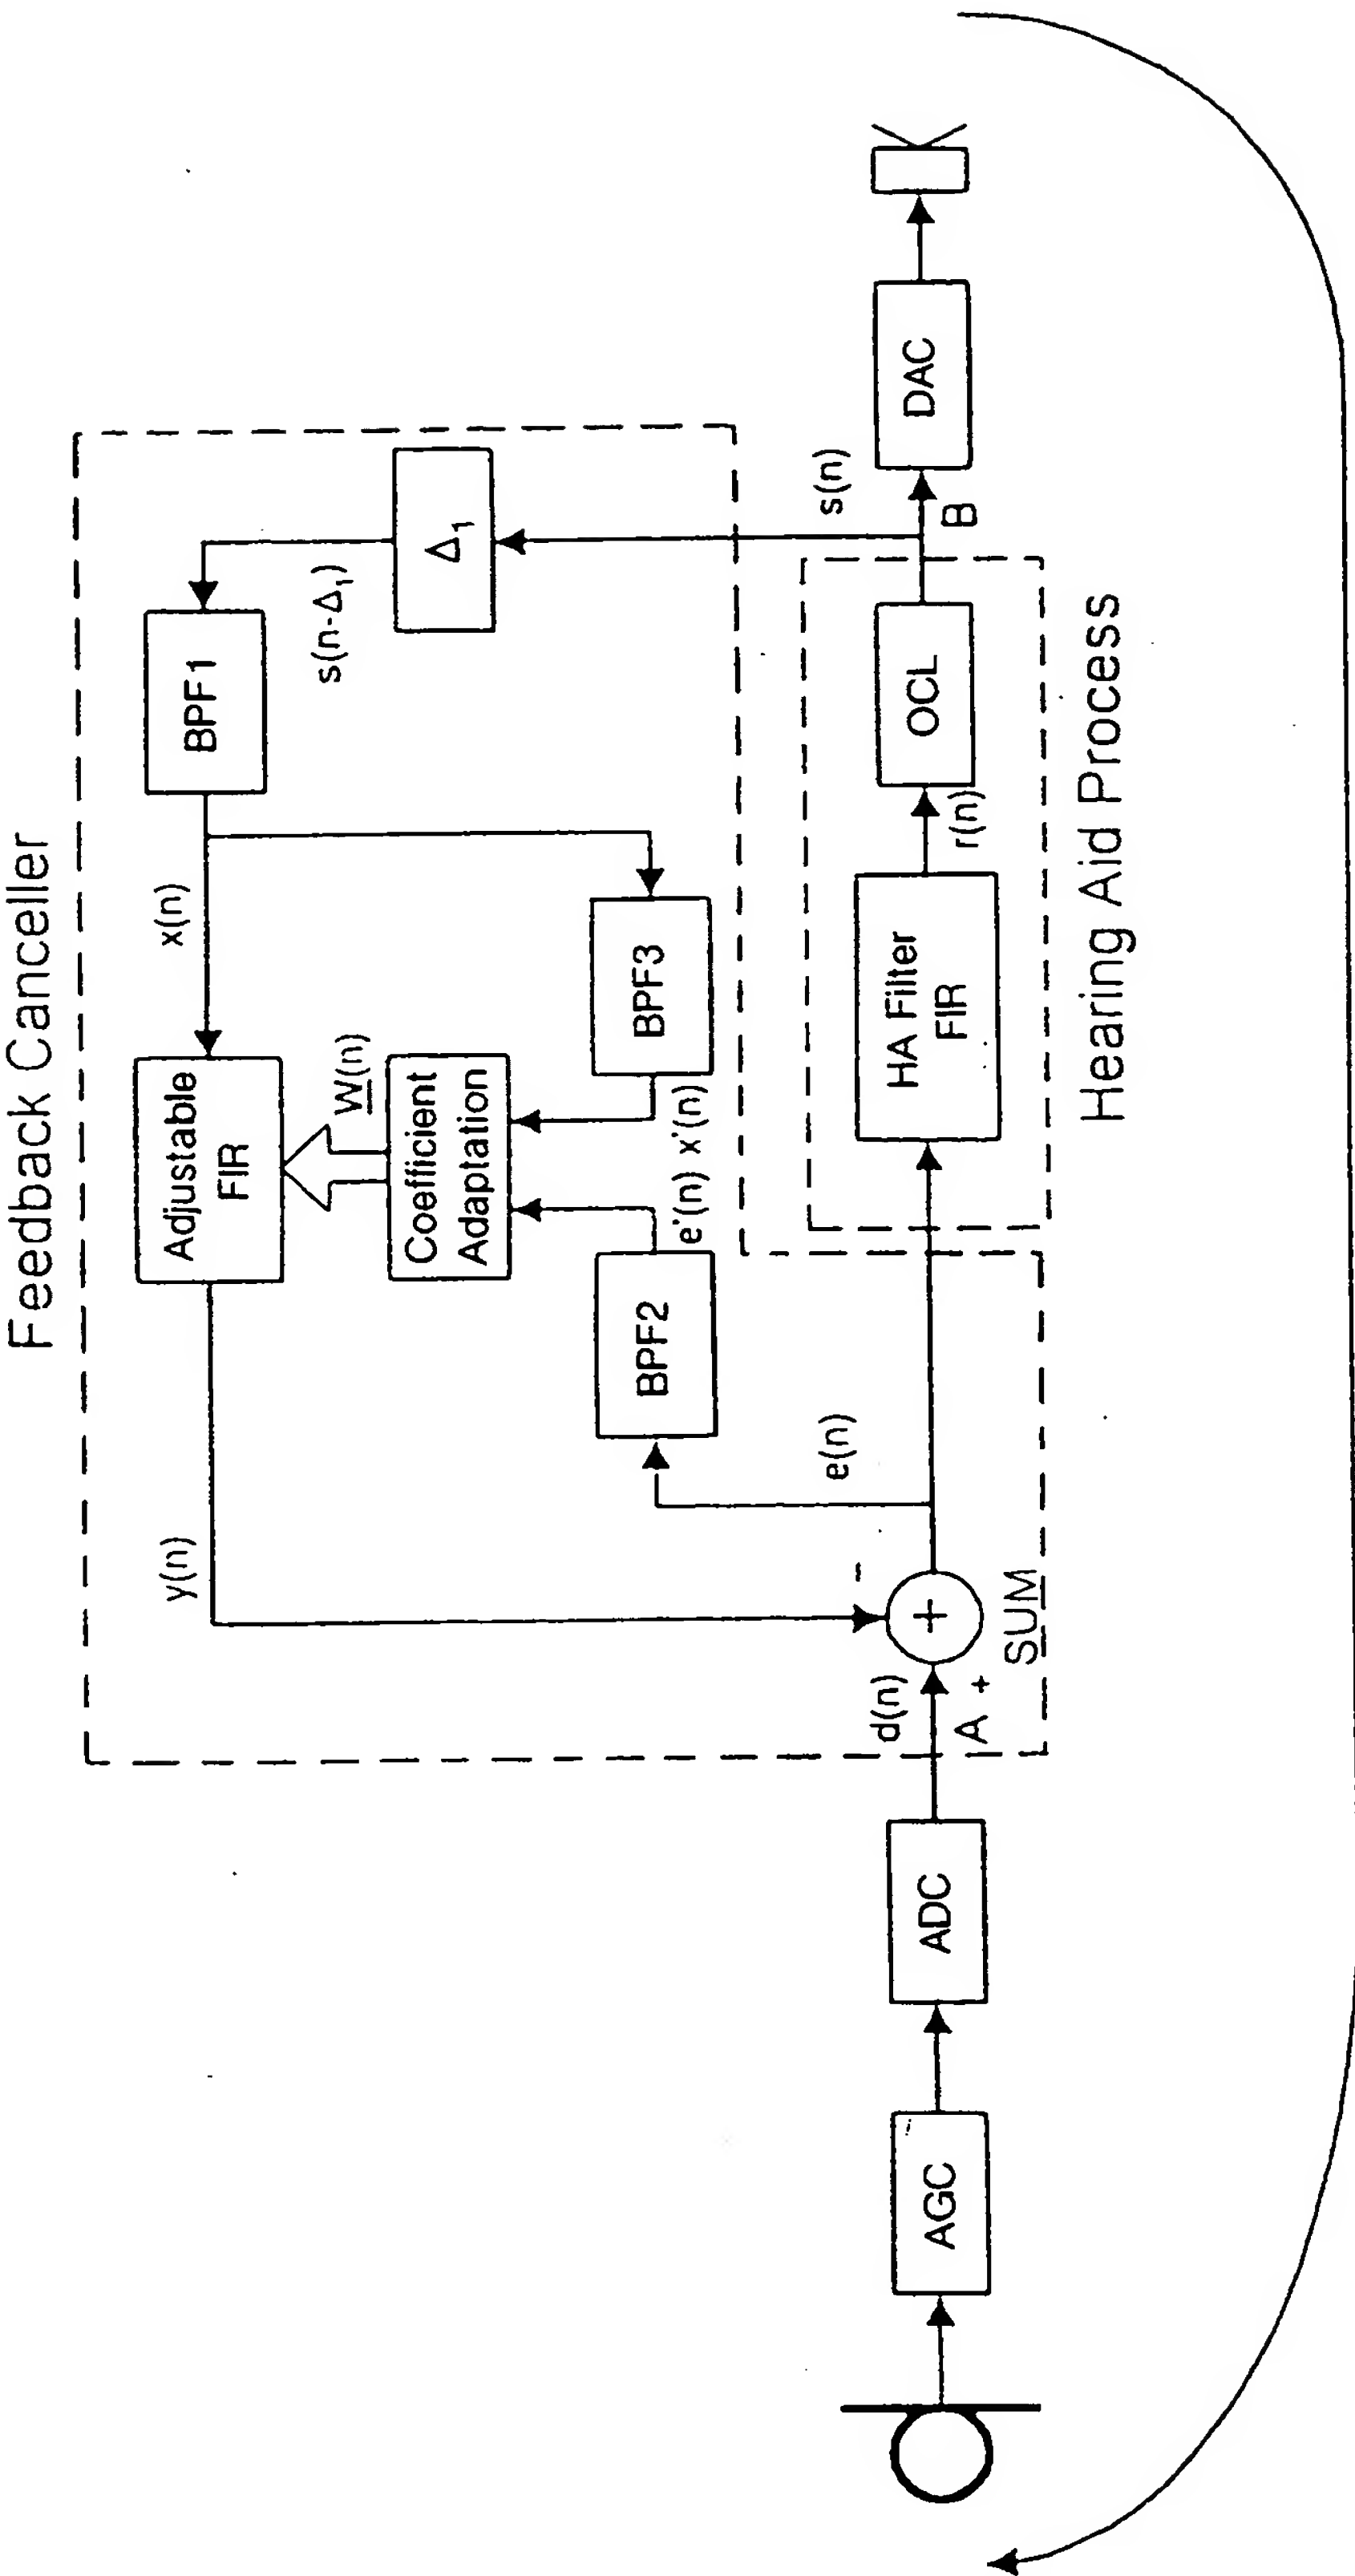 Feedback Canceller
y(n)
Adjustable
FIR
x(n)
BPF1
W(n)
Coefficient
Adaptation
s(n-Δ₁)
Δ₁
BPF2
e'(n) x'(n)
BPF3
e(n)
s(n)
AGC
ADC
d(n)
A +
-
+
SUM
HA Filter
FIR
r(n)
OCL
B
DAC
Hearing Aid Process